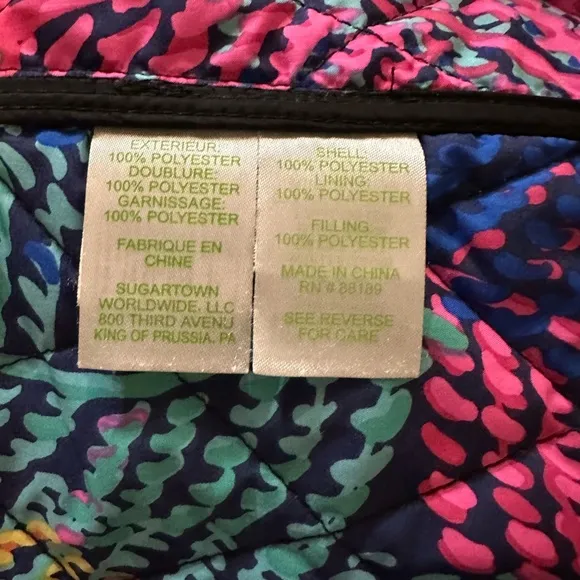 EXTERIEUR:
100% POLYESTER
DOUBLURE:
100% POLYESTER
GARNISSAGE:
100% POLYESTER
FABRIQUE EN
CHINE
SUGARTOWN
WORLDWIDE, LLC
800 THIRD AVENU
KING OF PRUSSIA, PA
SHELL:
100% POLYESTER
LINING:
100% POLYESTER
FILLING
100% POLYESTER
MADE IN CHINA
RN # 88189
SEE REVERSE
FOR CARE